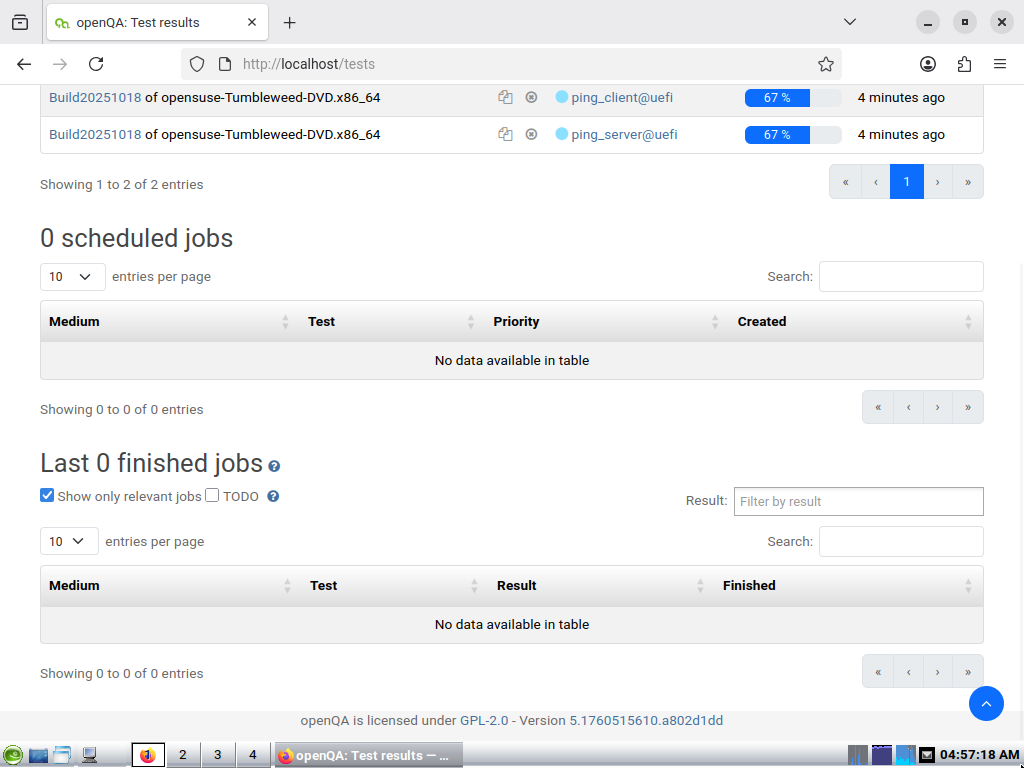 openQA: Test results
http://localhost/tests
Build20251018 of opensuse-Tumbleweed-DVD.x86_64 ping_client@uefi 67 % 4 minutes ago
Build20251018 of opensuse-Tumbleweed-DVD.x86_64 ping_server@uefi 67 % 4 minutes ago
Showing 1 to 2 of 2 entries « ‹ 1 › »
0 scheduled jobs
10 entries per page Search:
Medium Test Priority Created
No data available in table
Showing 0 to 0 of 0 entries « ‹ › »
Last 0 finished jobs
Show only relevant jobs TODO Result: Filter by result
10 entries per page Search:
Medium Test Result Finished
No data available in table
Showing 0 to 0 of 0 entries « ‹ › »
openQA is licensed under GPL-2.0 - Version 5.1760515610.a802d1dd
1 2 3 4 openQA: Test results — ... 04:57:18 AM